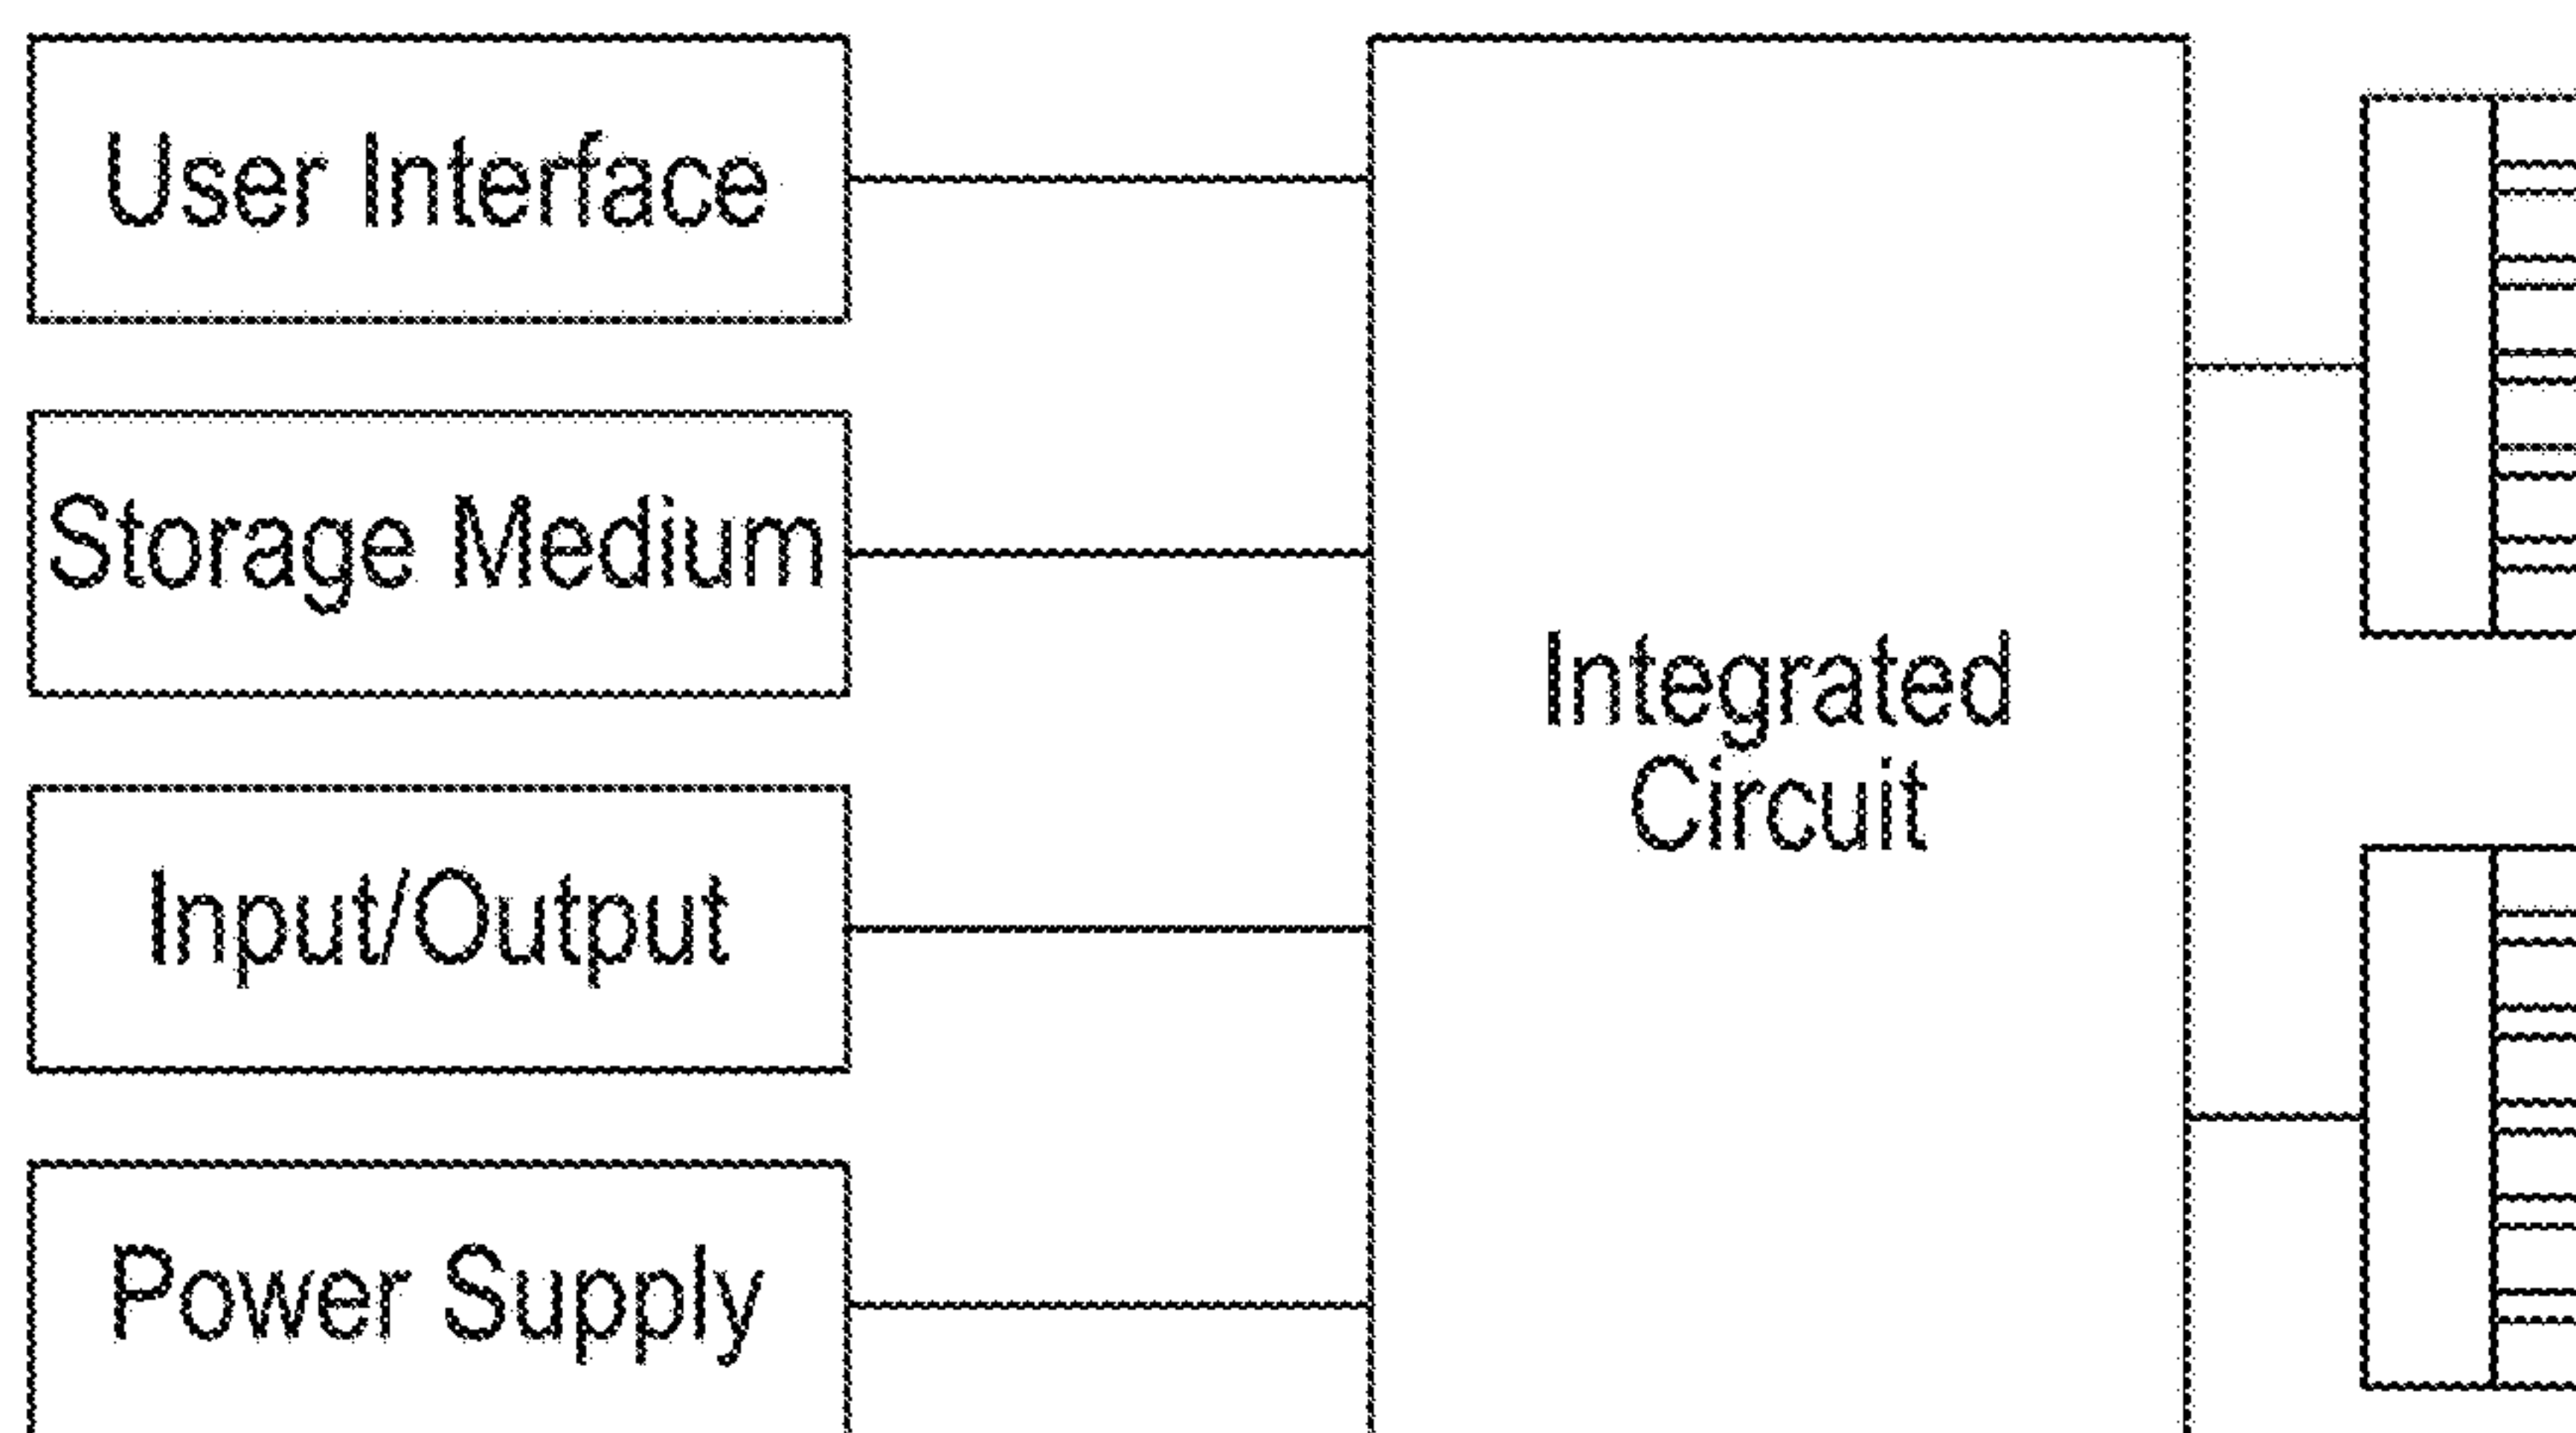 User Interface
Storage Medium
Integrated
Circuit
Input/Output
Power Supply